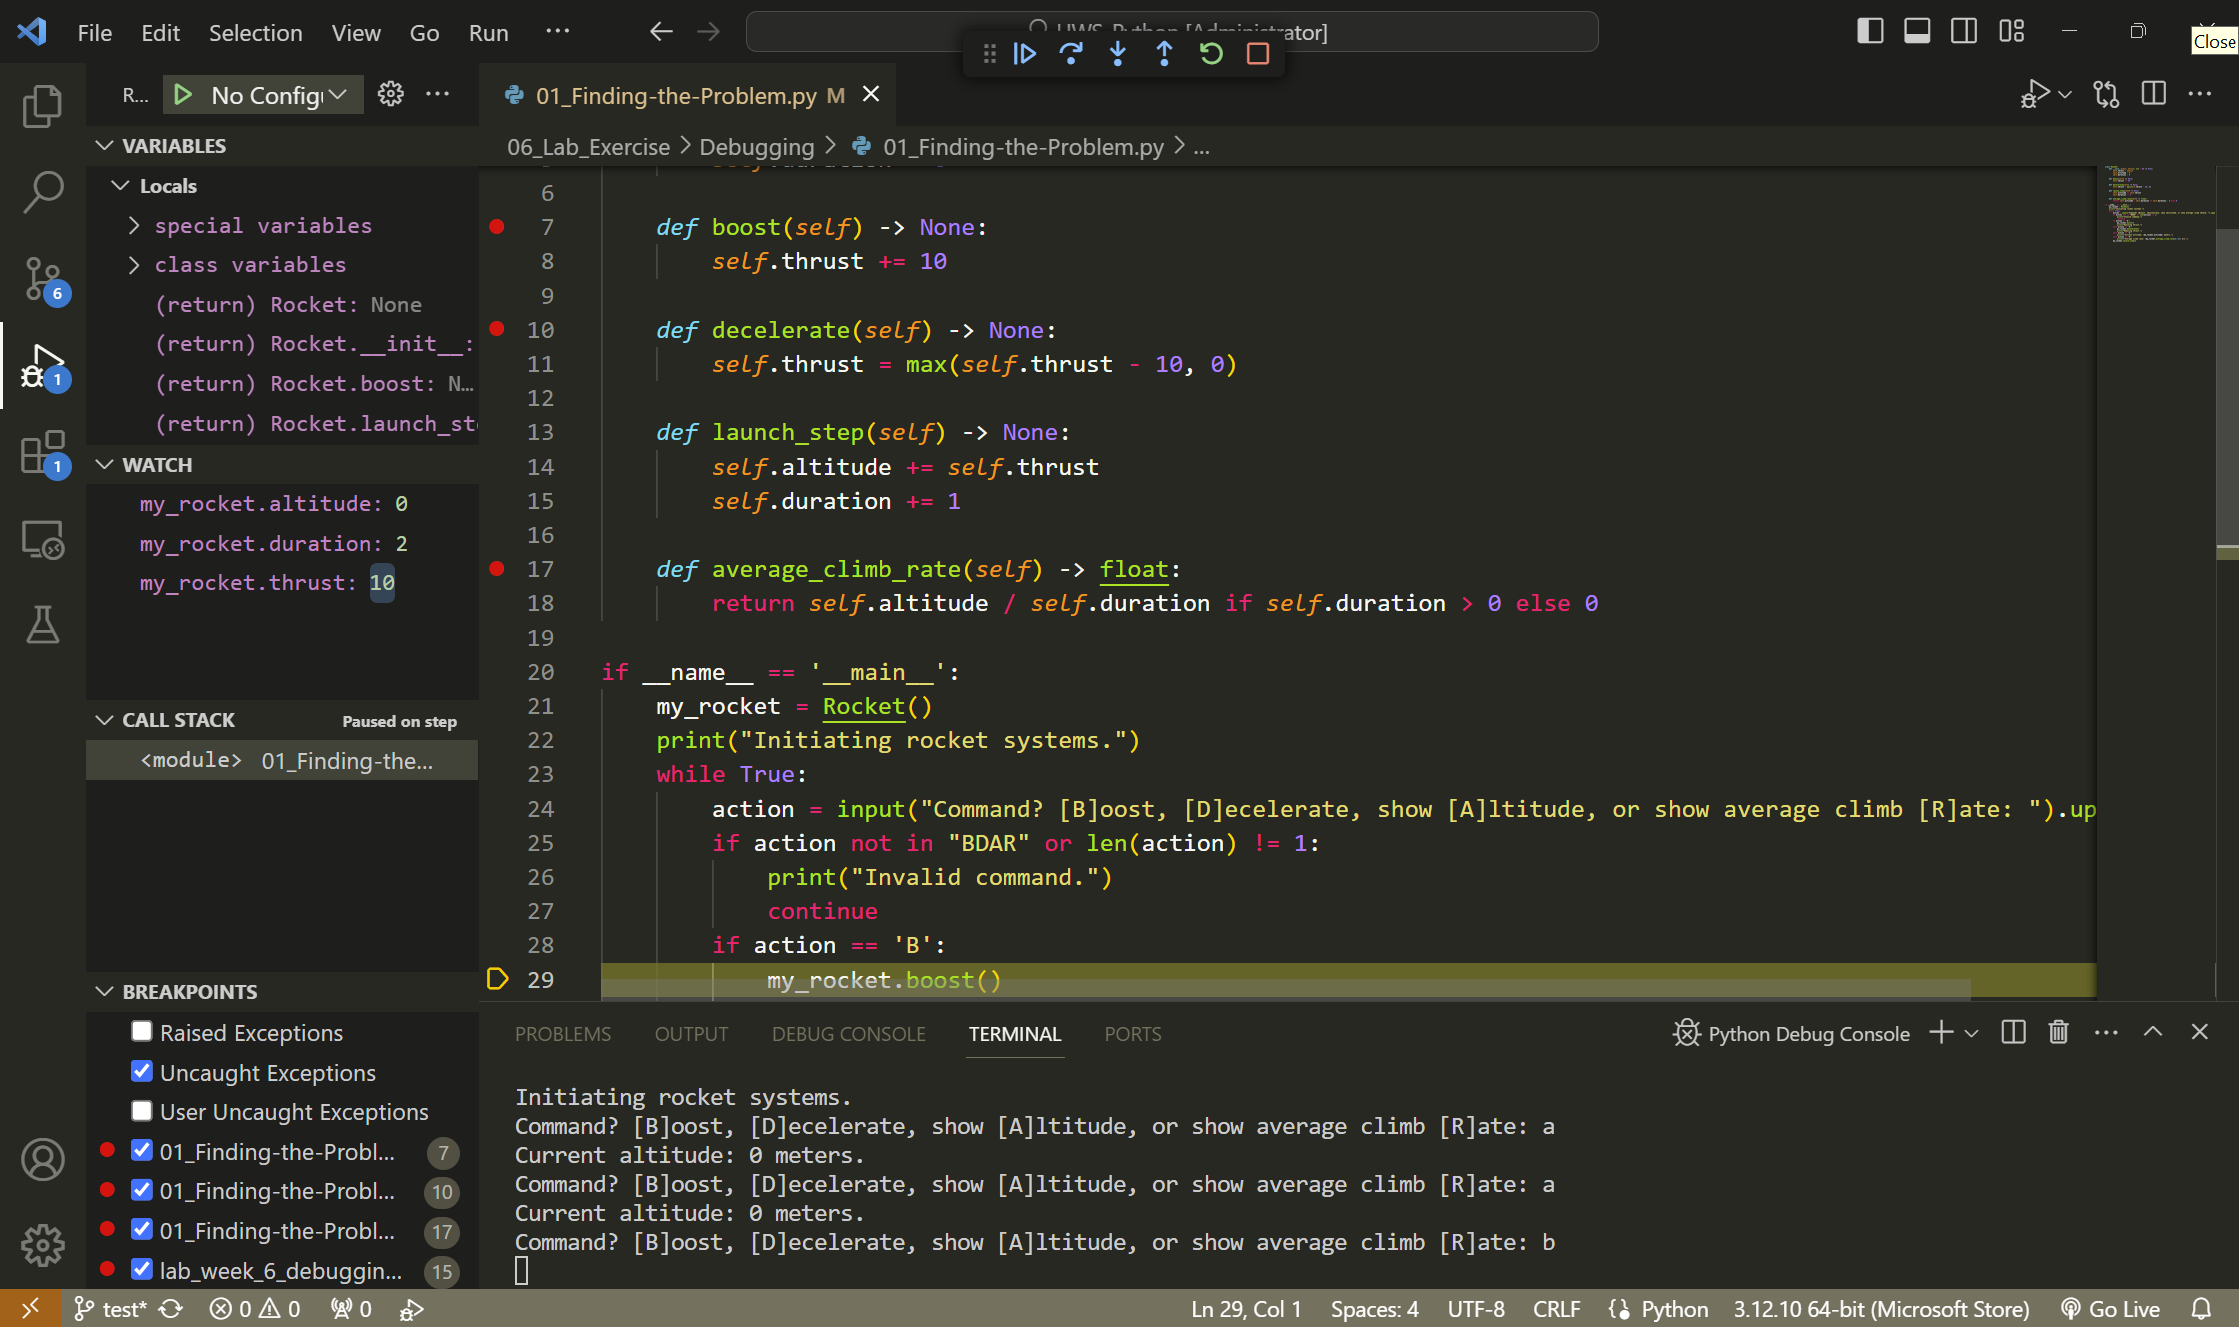 File Edit Selection View Go Run ···
Close
R... No Config
01_Finding-the-Problem.py M
06_Lab_Exercise > Debugging > 01_Finding-the-Problem.py > ...
VARIABLES
Locals
special variables
class variables
(return) Rocket: None
(return) Rocket.__init__:
(return) Rocket.boost: N...
(return) Rocket.launch_st
WATCH
my_rocket.altitude: 0
my_rocket.duration: 2
my_rocket.thrust: 10
CALL STACK Paused on step
<module> 01_Finding-the...
BREAKPOINTS
Raised Exceptions
Uncaught Exceptions
User Uncaught Exceptions
01_Finding-the-Probl... 7
01_Finding-the-Probl... 10
01_Finding-the-Probl... 17
lab_week_6_debuggin... 15
6
1
1
6
7 def boost(self) -> None:
8 self.thrust += 10
9
10 def decelerate(self) -> None:
11 self.thrust = max(self.thrust - 10, 0)
12
13 def launch_step(self) -> None:
14 self.altitude += self.thrust
15 self.duration += 1
16
17 def average_climb_rate(self) -> float:
18 return self.altitude / self.duration if self.duration > 0 else 0
19
20 if __name__ == '__main__':
21 my_rocket = Rocket()
22 print("Initiating rocket systems.")
23 while True:
24 action = input("Command? [B]oost, [D]ecelerate, show [A]ltitude, or show average climb [R]ate: ").up
25 if action not in "BDAR" or len(action) != 1:
26 print("Invalid command.")
27 continue
28 if action == 'B':
29 my_rocket.boost()
PROBLEMS OUTPUT DEBUG CONSOLE TERMINAL PORTS
Python Debug Console
Initiating rocket systems.
Command? [B]oost, [D]ecelerate, show [A]ltitude, or show average climb [R]ate: a
Current altitude: 0 meters.
Command? [B]oost, [D]ecelerate, show [A]ltitude, or show average climb [R]ate: a
Current altitude: 0 meters.
Command? [B]oost, [D]ecelerate, show [A]ltitude, or show average climb [R]ate: b
test* 0 0 0 Ln 29, Col 1 Spaces: 4 UTF-8 CRLF Python 3.12.10 64-bit (Microsoft Store) Go Live